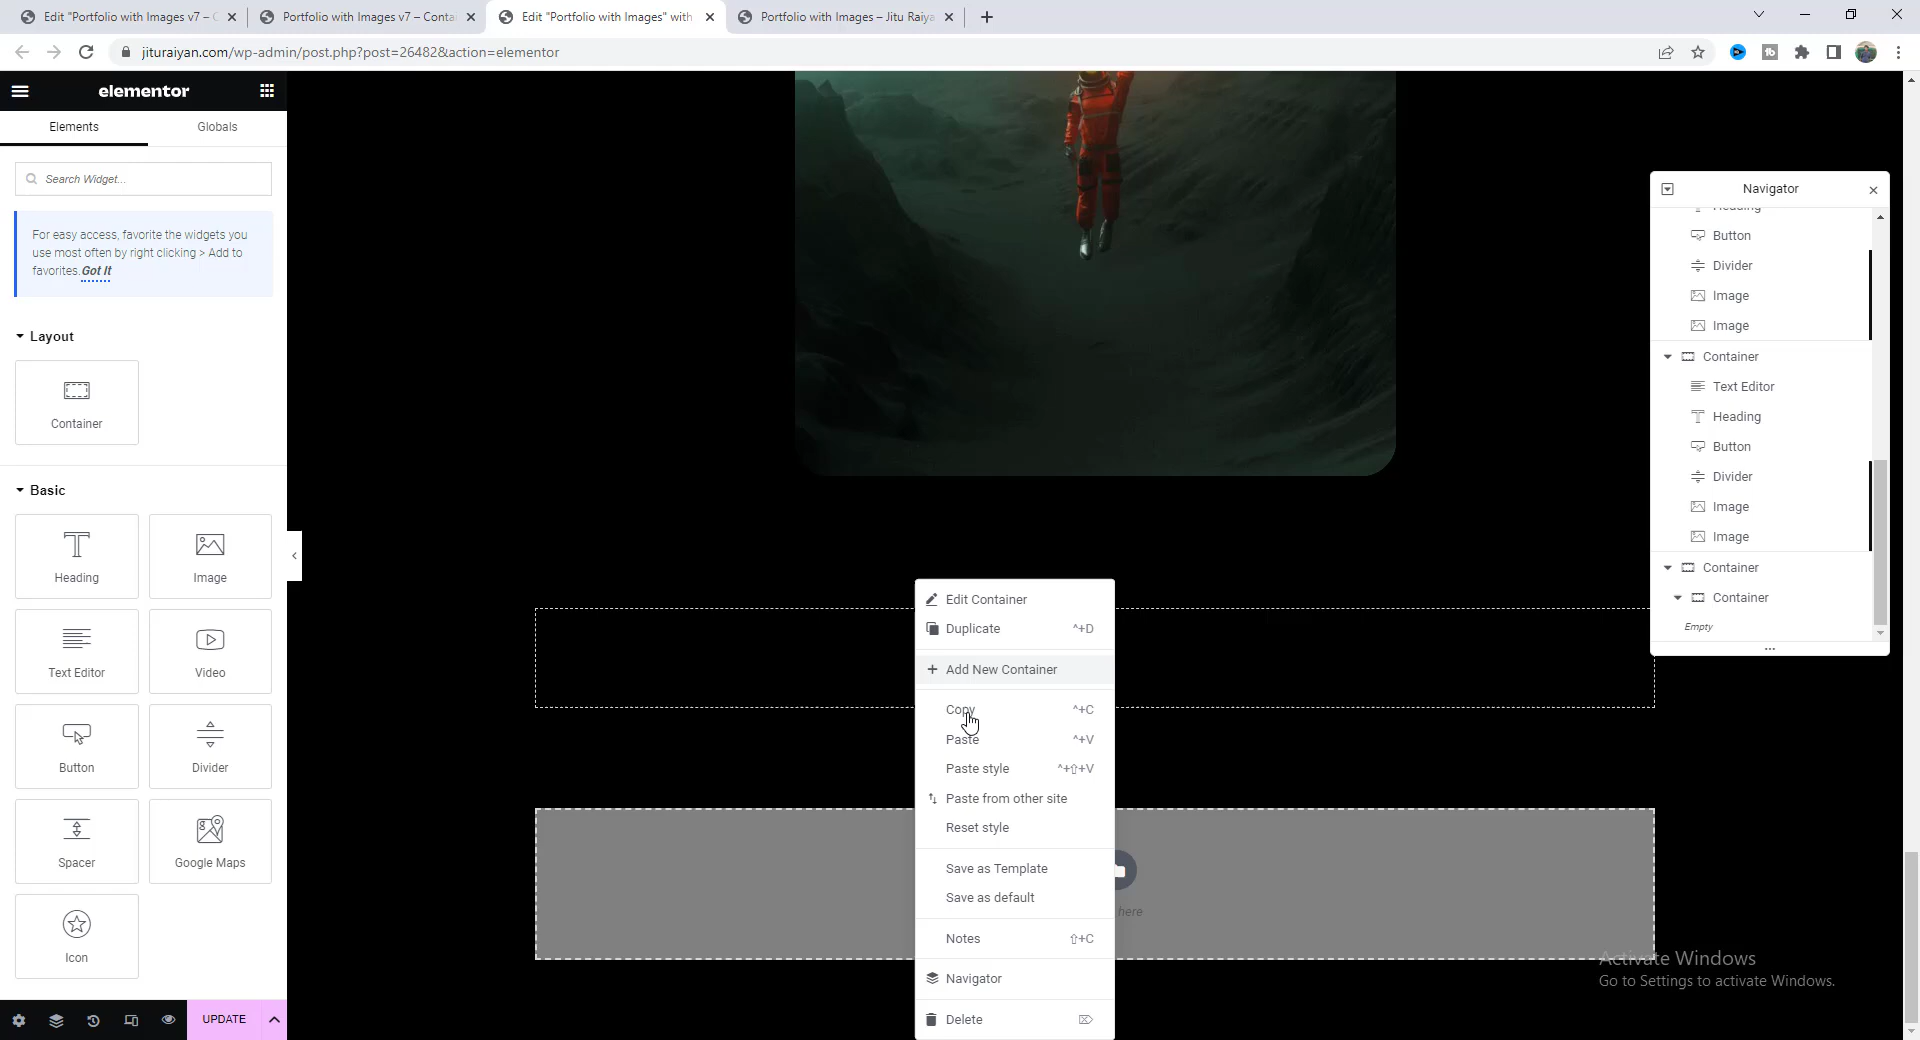 Edit "Portfolio with Images v7 – C
Portfolio with Images v7 – Contai
Edit "Portfolio with Images" with
Portfolio with Images – Jitu Raiya
jituraiyan.com/wp-admin/post.php?post=26482&action=elementor
elementor
Elements
Globals
Search Widget...
For easy access, favorite the widgets you
use most often by right clicking > Add to
favorites. Got It
Layout
Container
Basic
Heading
Image
Text Editor
Video
Button
Divider
Spacer
Google Maps
Icon
UPDATE
Edit Container
Duplicate ^+D
+ Add New Container
Copy ^+C
Paste ^+V
Paste style ^+⇧+V
Paste from other site
Reset style
Save as Template
Save as default
Notes ⇧+C
Navigator
Delete ⌦
here
Navigator
Heading
Button
Divider
Image
Image
Container
Text Editor
Heading
Button
Divider
Image
Image
Container
Container
Empty
Activate Windows
Go to Settings to activate Windows.